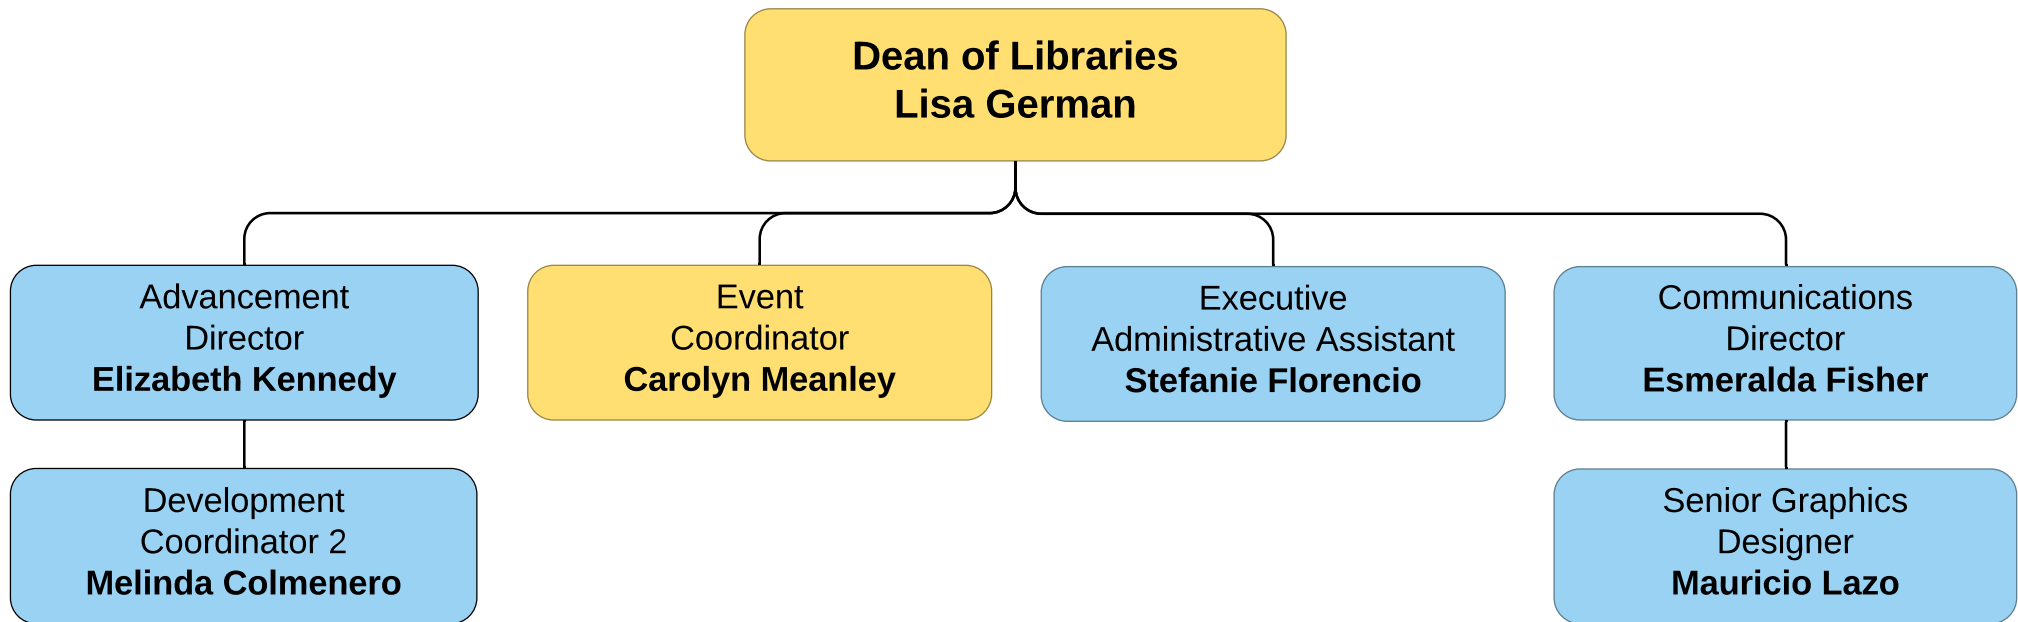 Dean of Libraries
Lisa German
Advancement
Director
Elizabeth Kennedy
Event
Coordinator
Carolyn Meanley
Executive
Administrative Assistant
Stefanie Florencio
Communications
Director
Esmeralda Fisher
Development
Coordinator 2
Melinda Colmenero
Senior Graphics
Designer
Mauricio Lazo